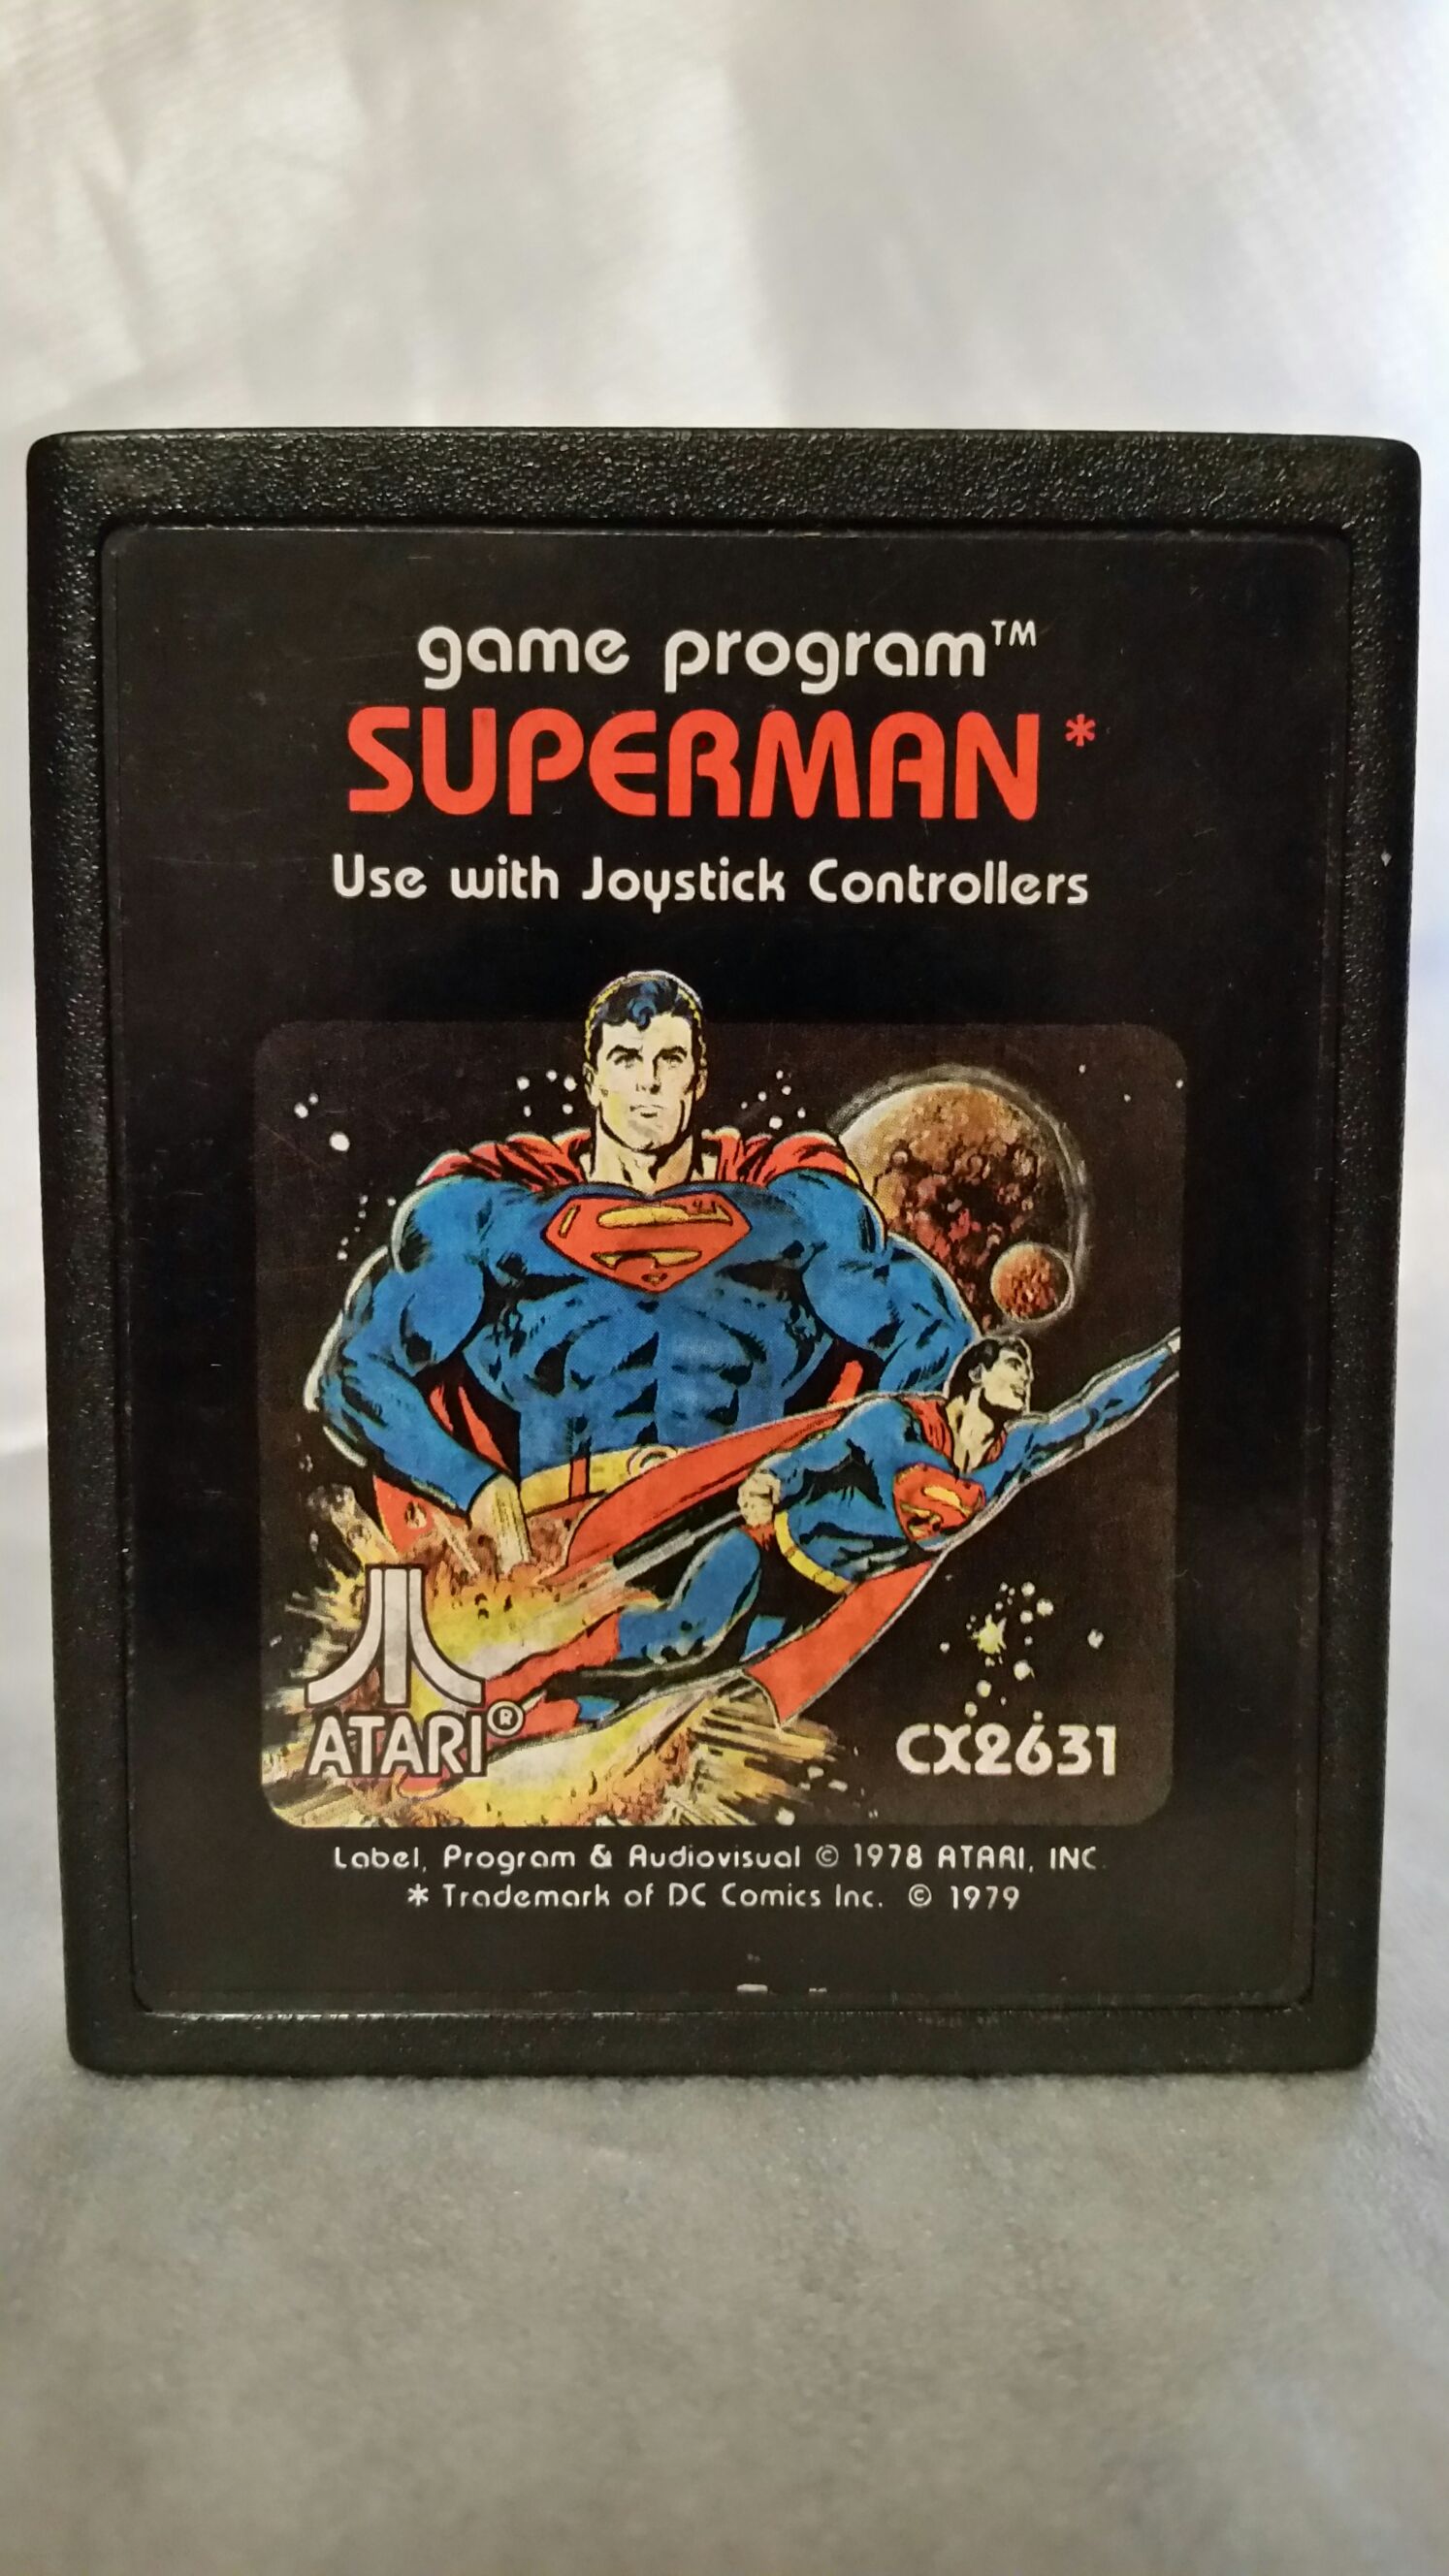 game program™
SUPERMAN*
Use with Joystick Controllers
ATARI®
CX2631
Label, Program & Audiovisual © 1978 ATARI, INC.
* Trademark of DC Comics Inc. © 1979